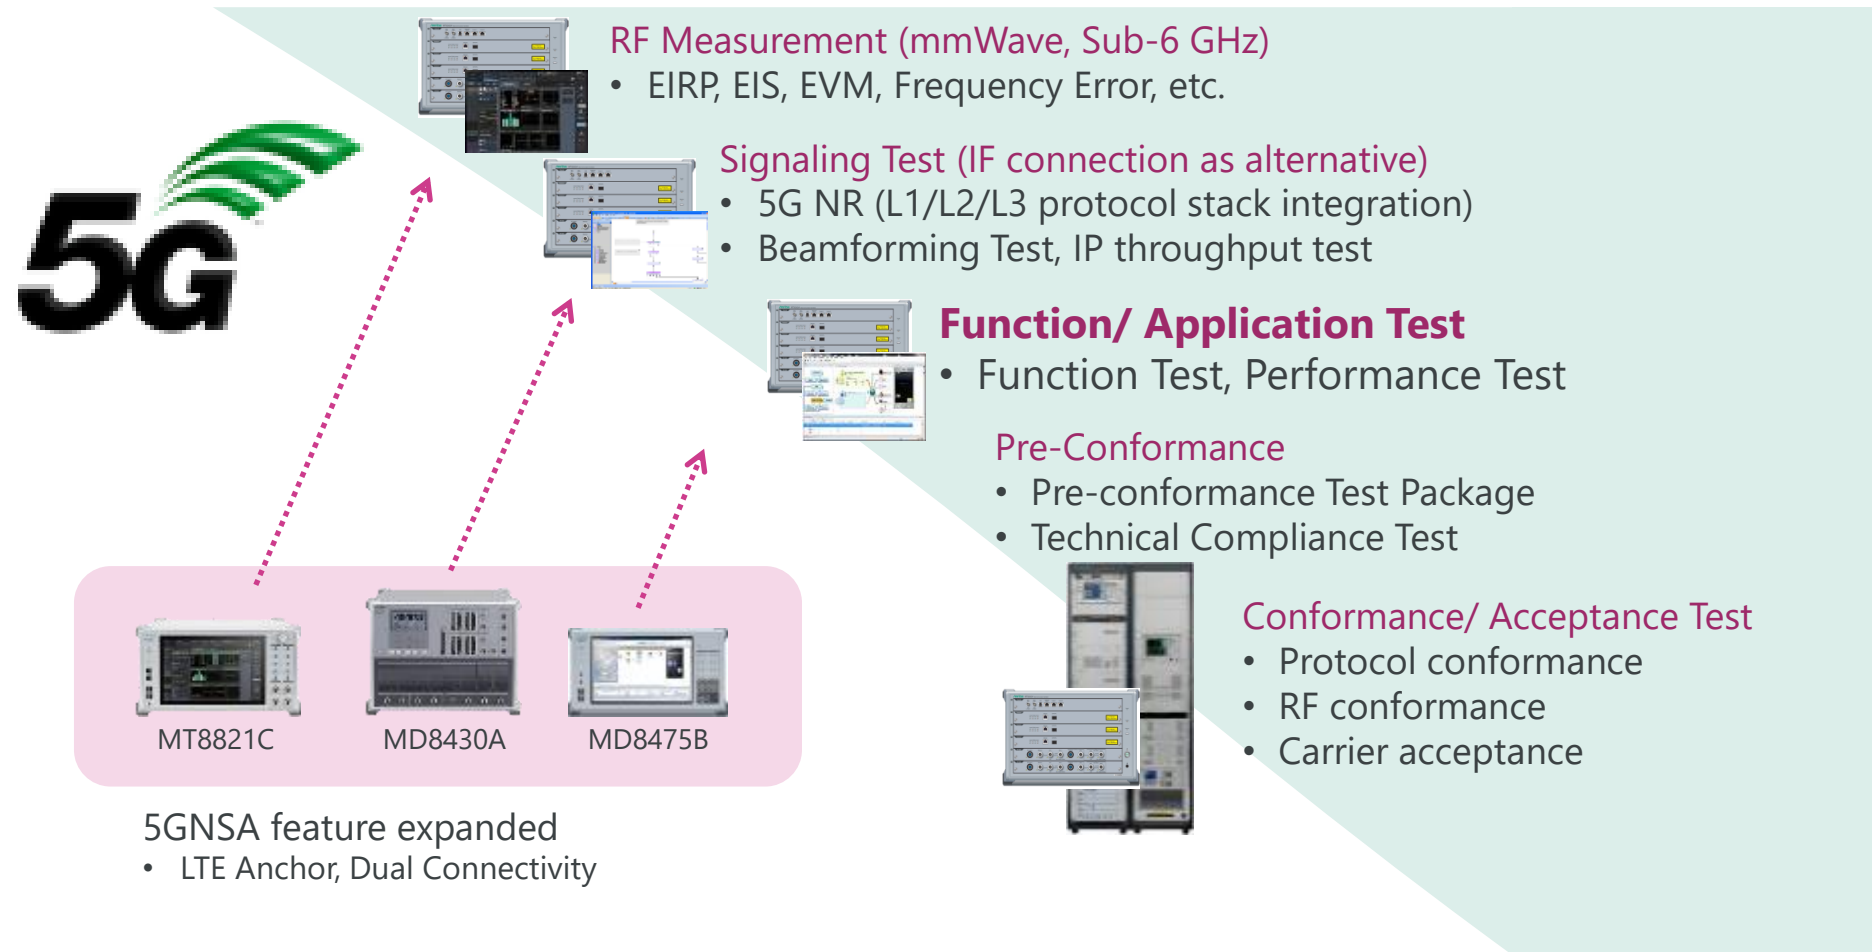 RF Measurement (mmWave, Sub-6 GHz)
• EIRP, EIS, EVM, Frequency Error, etc.
5G
Signaling Test (IF connection as alternative)
• 5G NR (L1/L2/L3 protocol stack integration)
• Beamforming Test, IP throughput test
Function/ Application Test
• Function Test, Performance Test
Pre-Conformance
• Pre-conformance Test Package
• Technical Compliance Test
Conformance/ Acceptance Test
• Protocol conformance
• RF conformance
• Carrier acceptance
MT8821C
MD8430A
MD8475B
5GNSA feature expanded
• LTE Anchor, Dual Connectivity